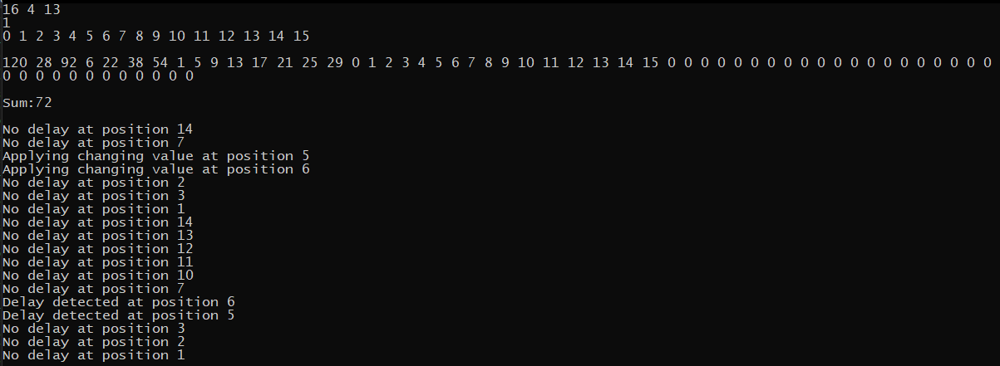 16 4 13
1
0 1 2 3 4 5 6 7 8 9 10 11 12 13 14 15
120 28 92 6 22 38 54 1 5 9 13 17 21 25 29 0 1 2 3 4 5 6 7 8 9 10 11 12 13 14 15 0 0 0 0 0 0 0 0 0 0 0 0 0 0 0 0 0 0 0 0
0 0 0 0 0 0 0 0 0 0 0 0
Sum:72
No delay at position 14
No delay at position 7
Applying changing value at position 5
Applying changing value at position 6
No delay at position 2
No delay at position 3
No delay at position 1
No delay at position 14
No delay at position 13
No delay at position 12
No delay at position 11
No delay at position 10
No delay at position 7
Delay detected at position 6
Delay detected at position 5
No delay at position 3
No delay at position 2
No delay at position 1